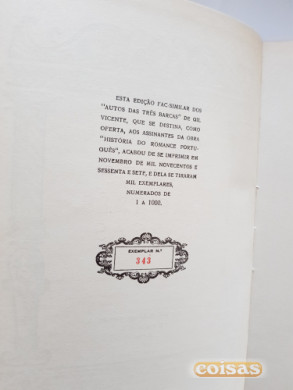 ESTA EDIÇÃO FAC-SIMILAR DOS
"AUTOS DAS TRÊS BARCAS" DE GIL
VICENTE, QUE SE DESTINA, COMO
OFERTA, AOS ASSINANTES DA OBRA
"HISTÓRIA DO ROMANCE PORTU-
GUÊS", ACABOU DE SE IMPRIMIR EM
NOVEMBRO DE MIL NOVECENTOS E
SESSENTA E SETE, E DELA SE TIRARAM
MIL EXEMPLARES,
NUMERADOS DE
1 A 1000.
EXEMPLAR N.º
343
coisas